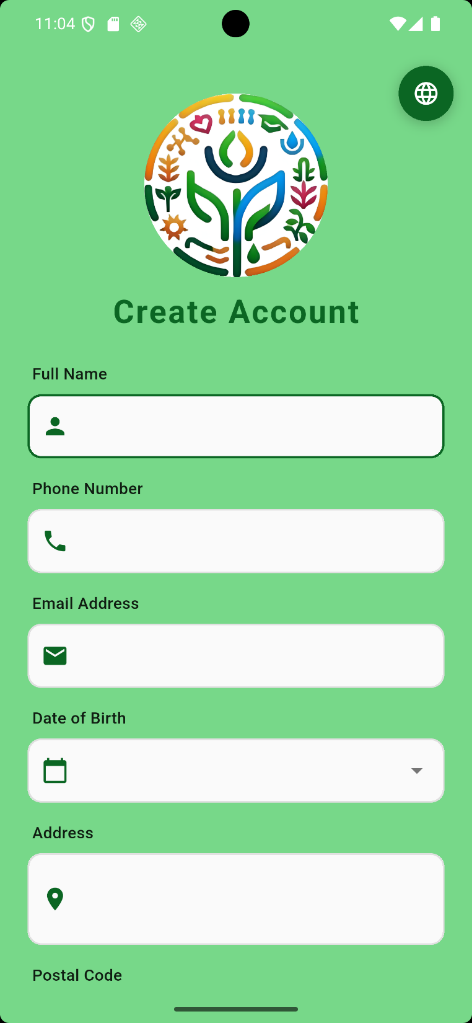 11:04
Create Account
Full Name
Phone Number
Email Address
Date of Birth
Address
Postal Code